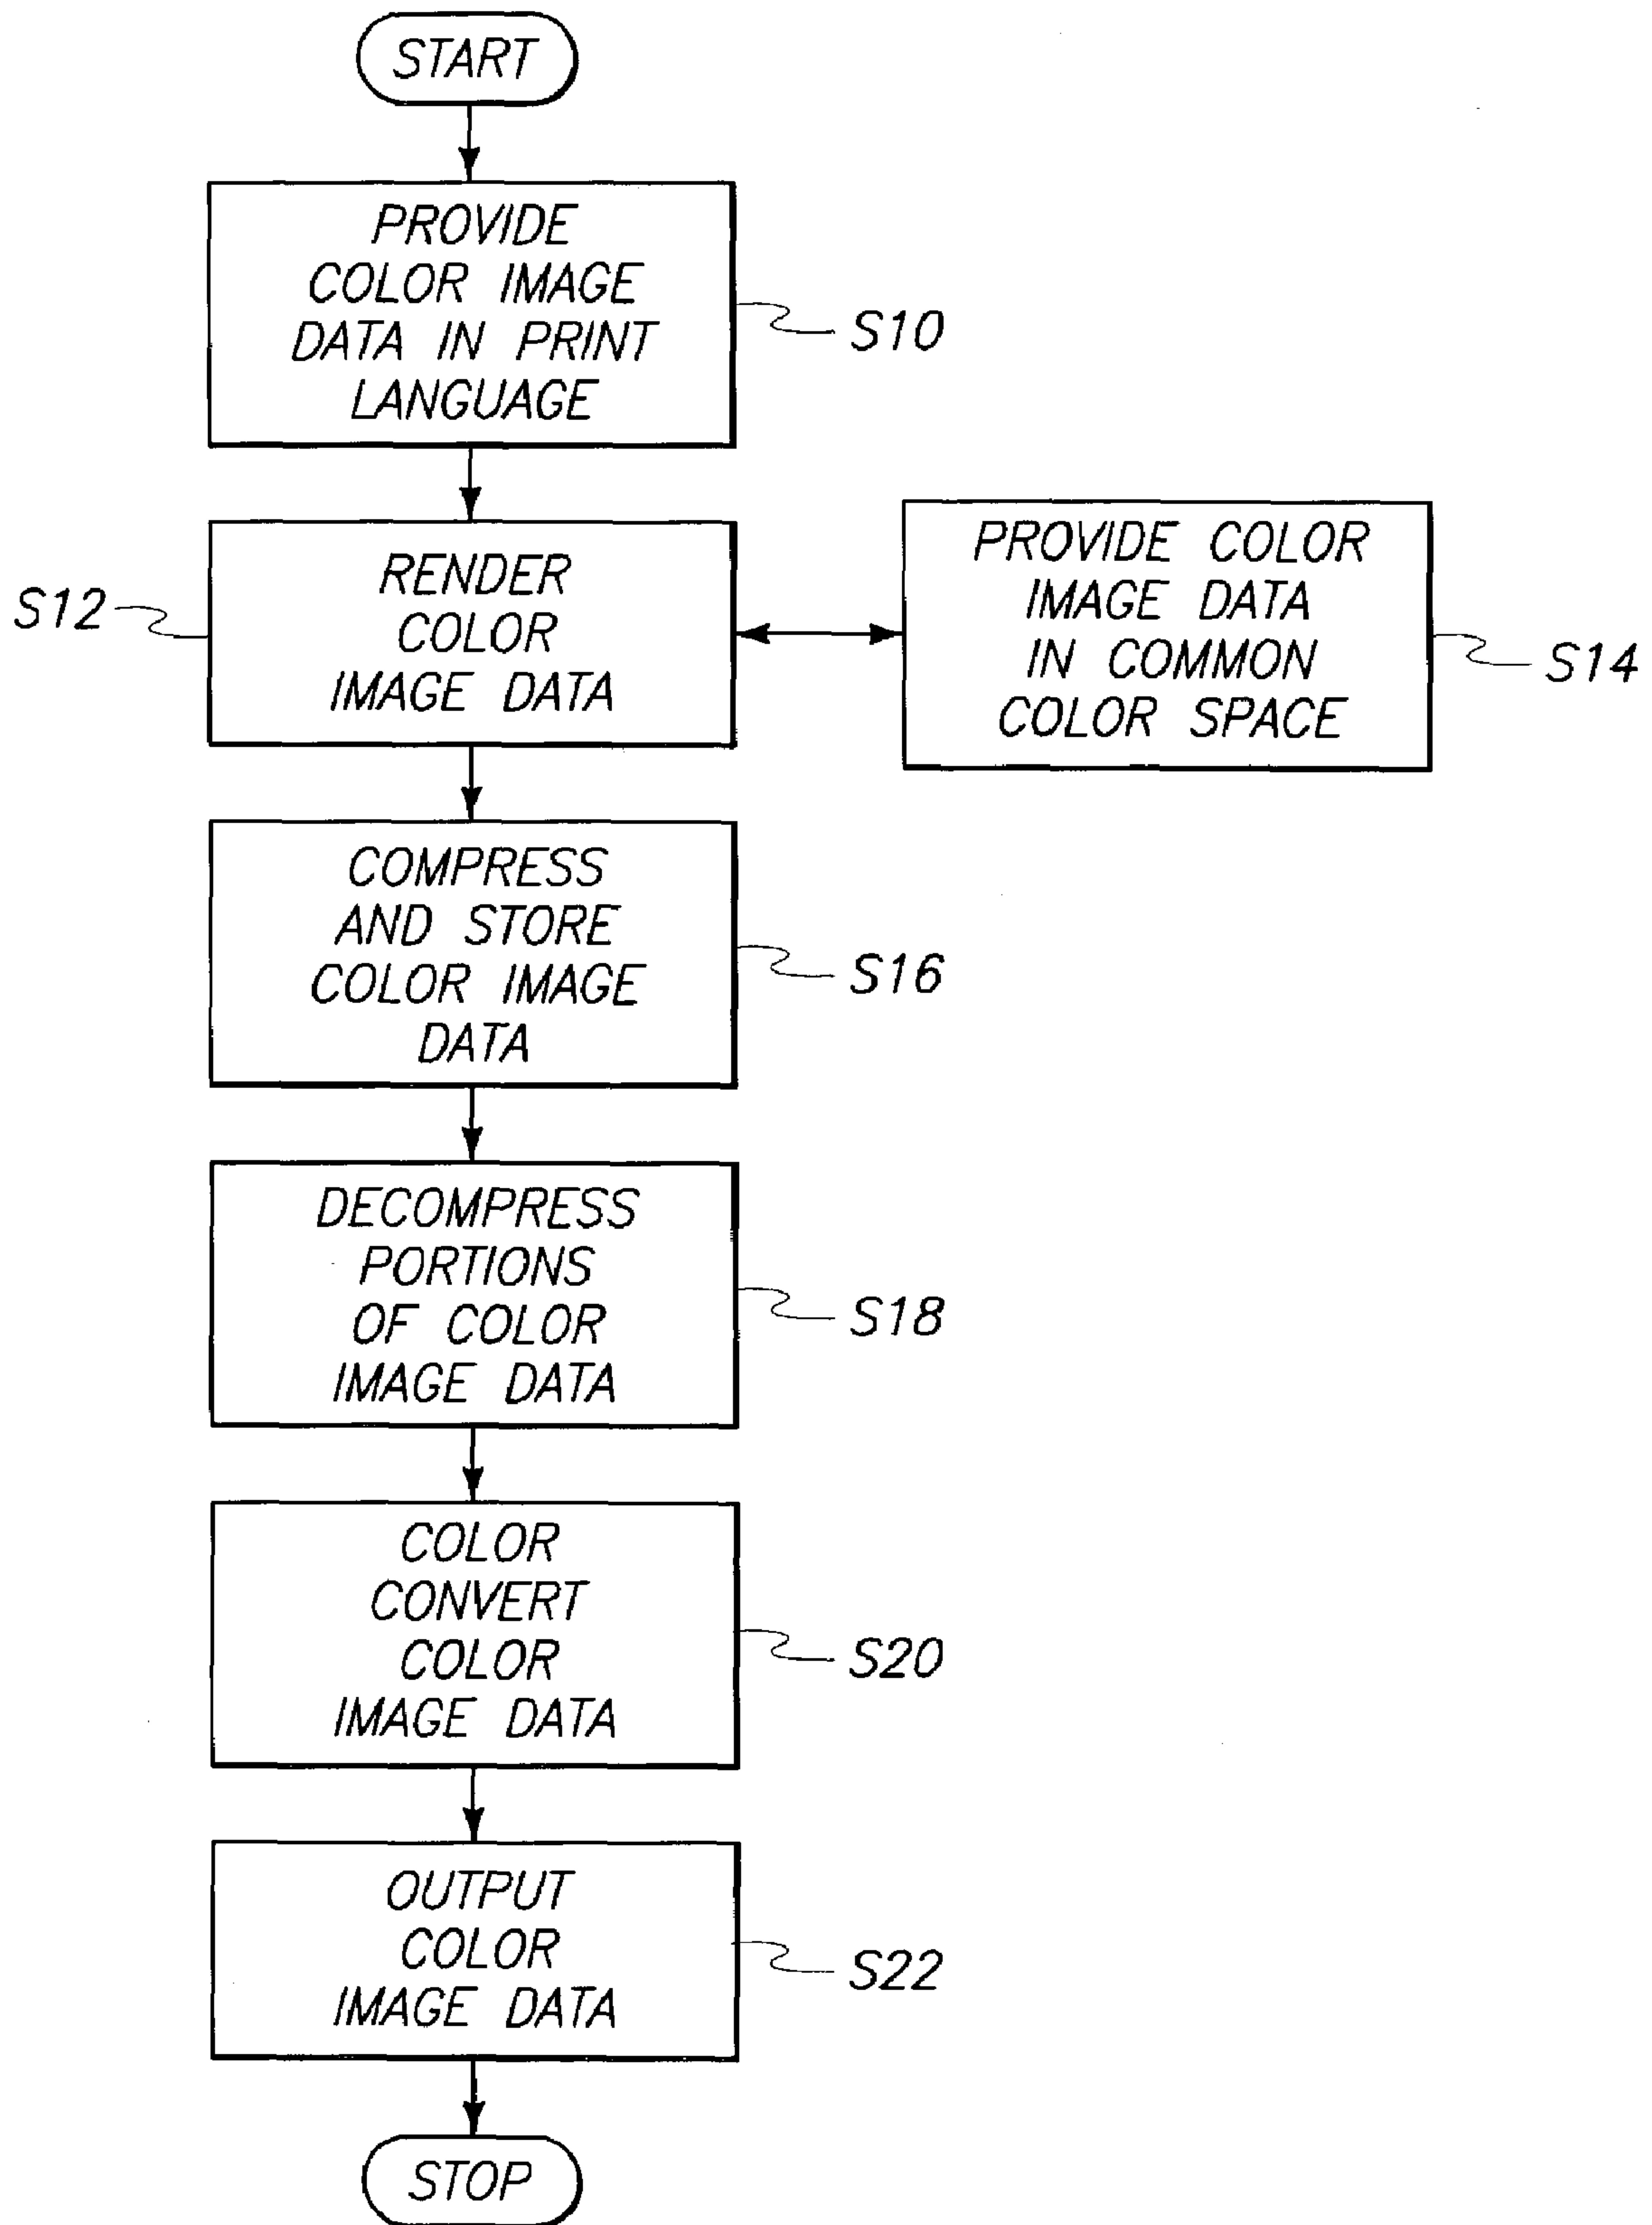 START
PROVIDE
COLOR IMAGE
DATA IN PRINT
LANGUAGE
S10
RENDER
COLOR
IMAGE DATA
S12
PROVIDE COLOR
IMAGE DATA
IN COMMON
COLOR SPACE
S14
COMPRESS
AND STORE
COLOR IMAGE
DATA
S16
DECOMPRESS
PORTIONS
OF COLOR
IMAGE DATA
S18
COLOR
CONVERT
COLOR
IMAGE DATA
S20
OUTPUT
COLOR
IMAGE DATA
S22
STOP